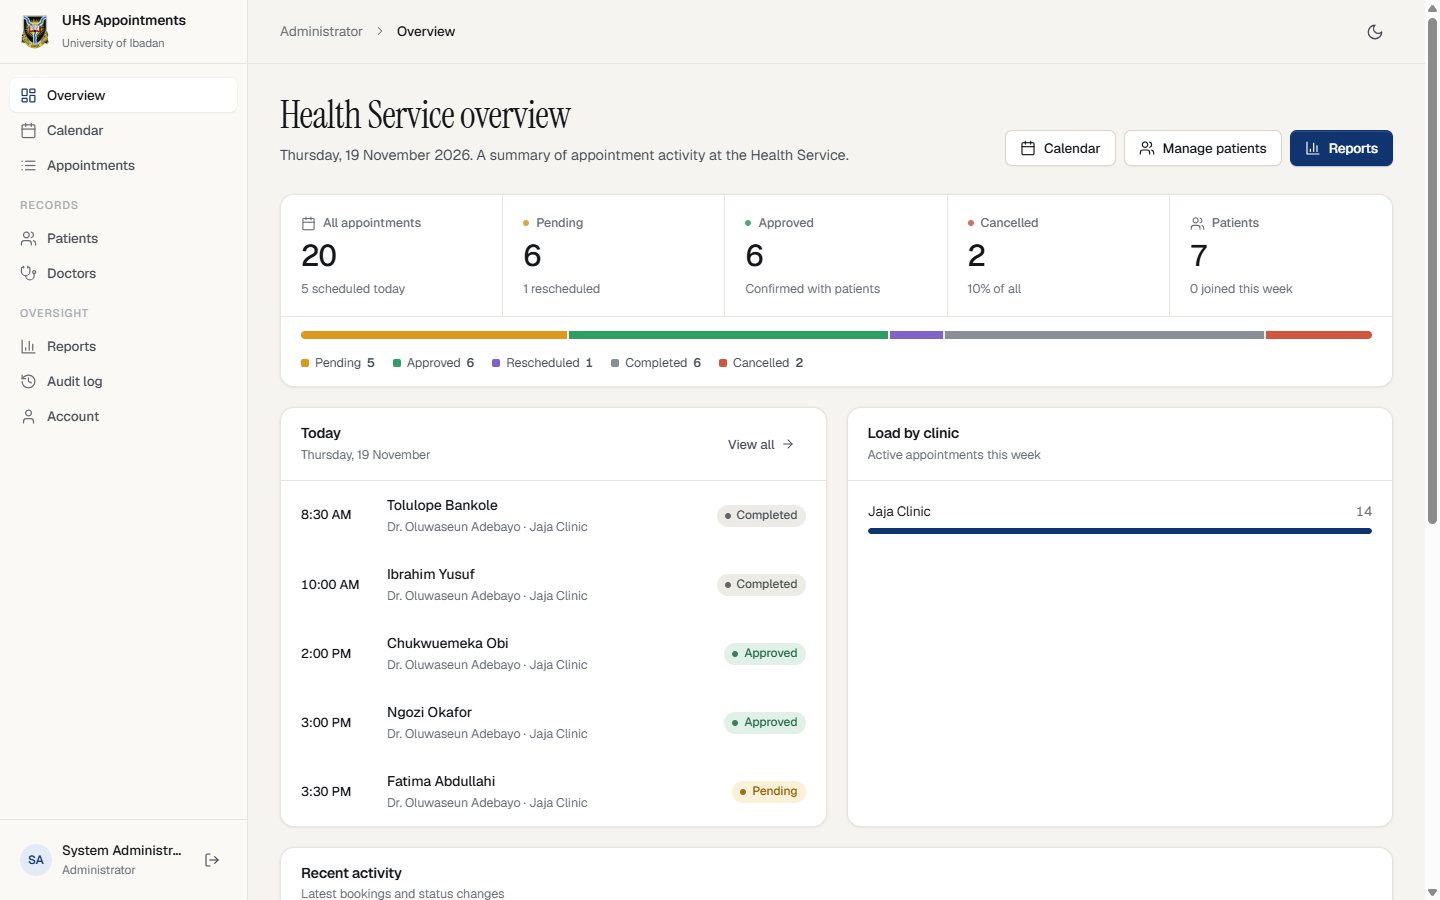 UHS Appointments
University of Ibadan
Overview
Calendar
Appointments
RECORDS
Patients
Doctors
OVERSIGHT
Reports
Audit log
Account
SA
System Administr...
Administrator
Administrator > Overview
Health Service overview
Thursday, 19 November 2026. A summary of appointment activity at the Health Service.
Calendar
Manage patients
Reports
All appointments
20
5 scheduled today
Pending
6
1 rescheduled
Approved
6
Confirmed with patients
Cancelled
2
10% of all
Patients
7
0 joined this week
Pending 5 Approved 6 Rescheduled 1 Completed 6 Cancelled 2
Today
Thursday, 19 November
View all
8:30 AM
Tolulope Bankole
Dr. Oluwaseun Adebayo · Jaja Clinic
Completed
10:00 AM
Ibrahim Yusuf
Dr. Oluwaseun Adebayo · Jaja Clinic
Completed
2:00 PM
Chukwuemeka Obi
Dr. Oluwaseun Adebayo · Jaja Clinic
Approved
3:00 PM
Ngozi Okafor
Dr. Oluwaseun Adebayo · Jaja Clinic
Approved
3:30 PM
Fatima Abdullahi
Dr. Oluwaseun Adebayo · Jaja Clinic
Pending
Load by clinic
Active appointments this week
Jaja Clinic 14
Recent activity
Latest bookings and status changes